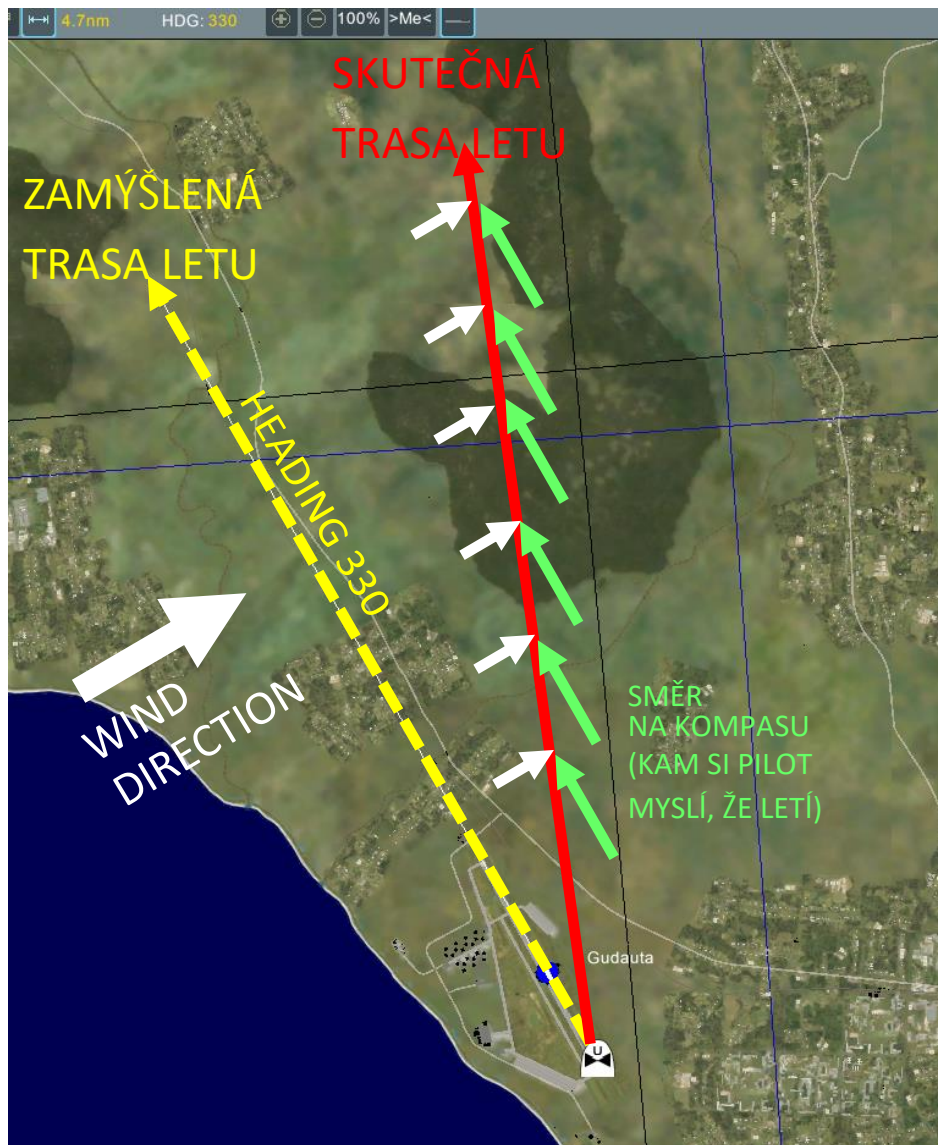 4.7nm HDG: 330 100% >Me<
SKUTEČNÁ
TRASA LETU
ZAMÝŠLENÁ
TRASA LETU
HEADING 330
WIND
DIRECTION
SMĚR
NA KOMPASU
(KAM SI PILOT
MYSLÍ, ŽE LETÍ)
Gudauta
U